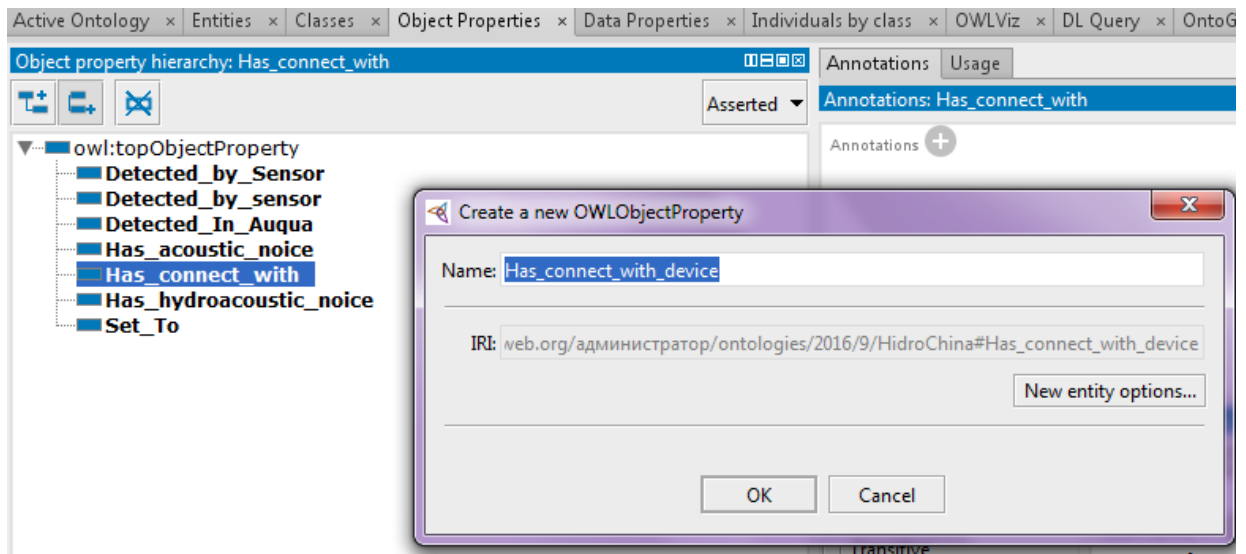 Active Ontology × Entities × Classes × Object Properties × Data Properties × Individuals by class × OWLViz × DL Query × OntoG
Object property hierarchy: Has_connect_with
Asserted
owl:topObjectProperty
Detected_by_Sensor
Detected_by_sensor
Detected_In_Auqua
Has_acoustic_noice
Has_connect_with
Has_hydroacoustic_noice
Set_To
Annotations Usage
Annotations: Has_connect_with
Annotations
Create a new OWLObjectProperty
Name: Has_connect_with_device
IRI: web.org/администратор/ontologies/2016/9/HidroChina#Has_connect_with_device
New entity options...
OK Cancel
Transitive